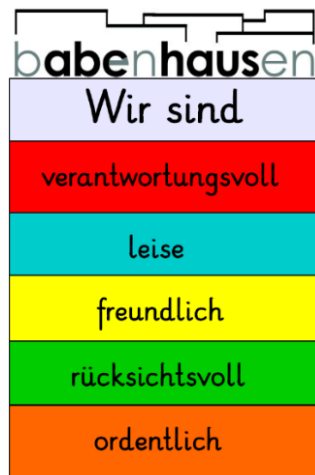 babenhausen
Wir sind
verantwortungsvoll
leise
freundlich
rücksichtsvoll
ordentlich